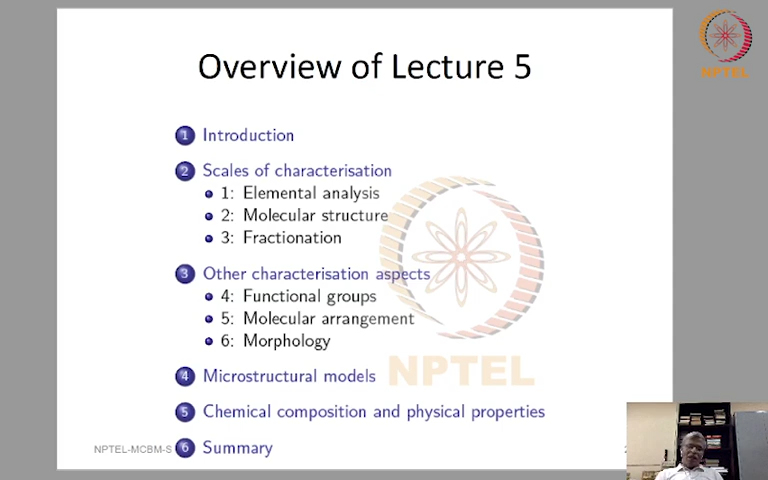 NPTEL
Overview of Lecture 5
1 Introduction
2 Scales of characterisation
1: Elemental analysis
2: Molecular structure
3: Fractionation
3 Other characterisation aspects
4: Functional groups
5: Molecular arrangement
6: Morphology
4 Microstructural models
NPTEL
5 Chemical composition and physical properties
6 Summary
NPTEL-MCBM-S